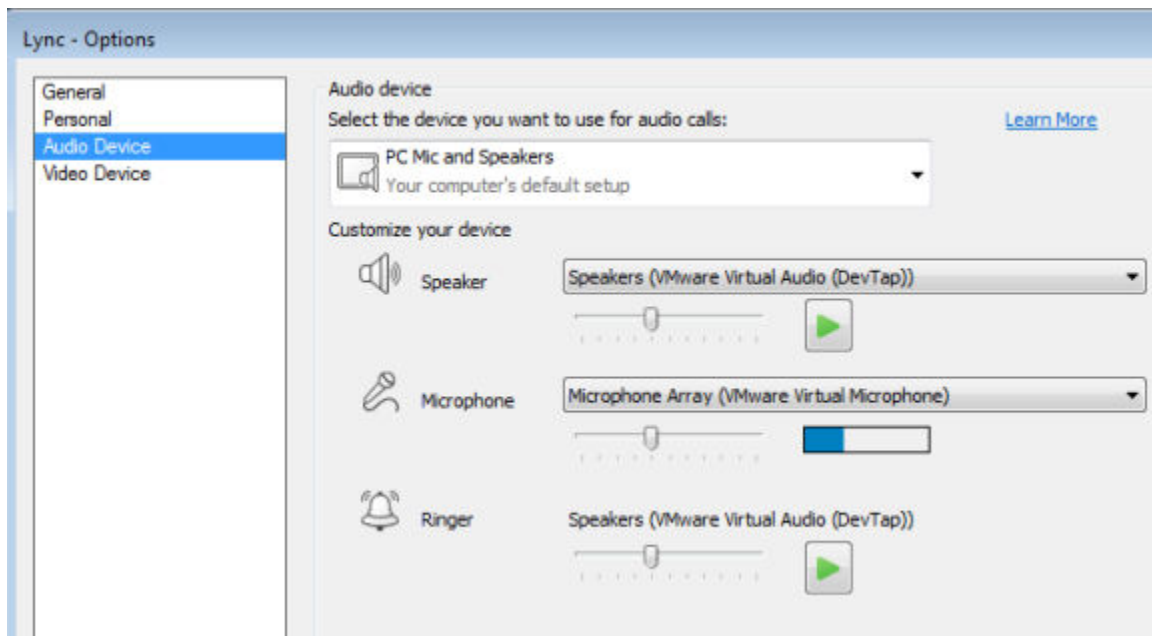 Lync - Options
General
Personal
Audio Device
Video Device
Audio device
Select the device you want to use for audio calls:
Learn More
PC Mic and Speakers
Your computer's default setup
Customize your device
Speaker
Speakers (VMware Virtual Audio (DevTap))
Microphone
Microphone Array (VMware Virtual Microphone)
Ringer
Speakers (VMware Virtual Audio (DevTap))